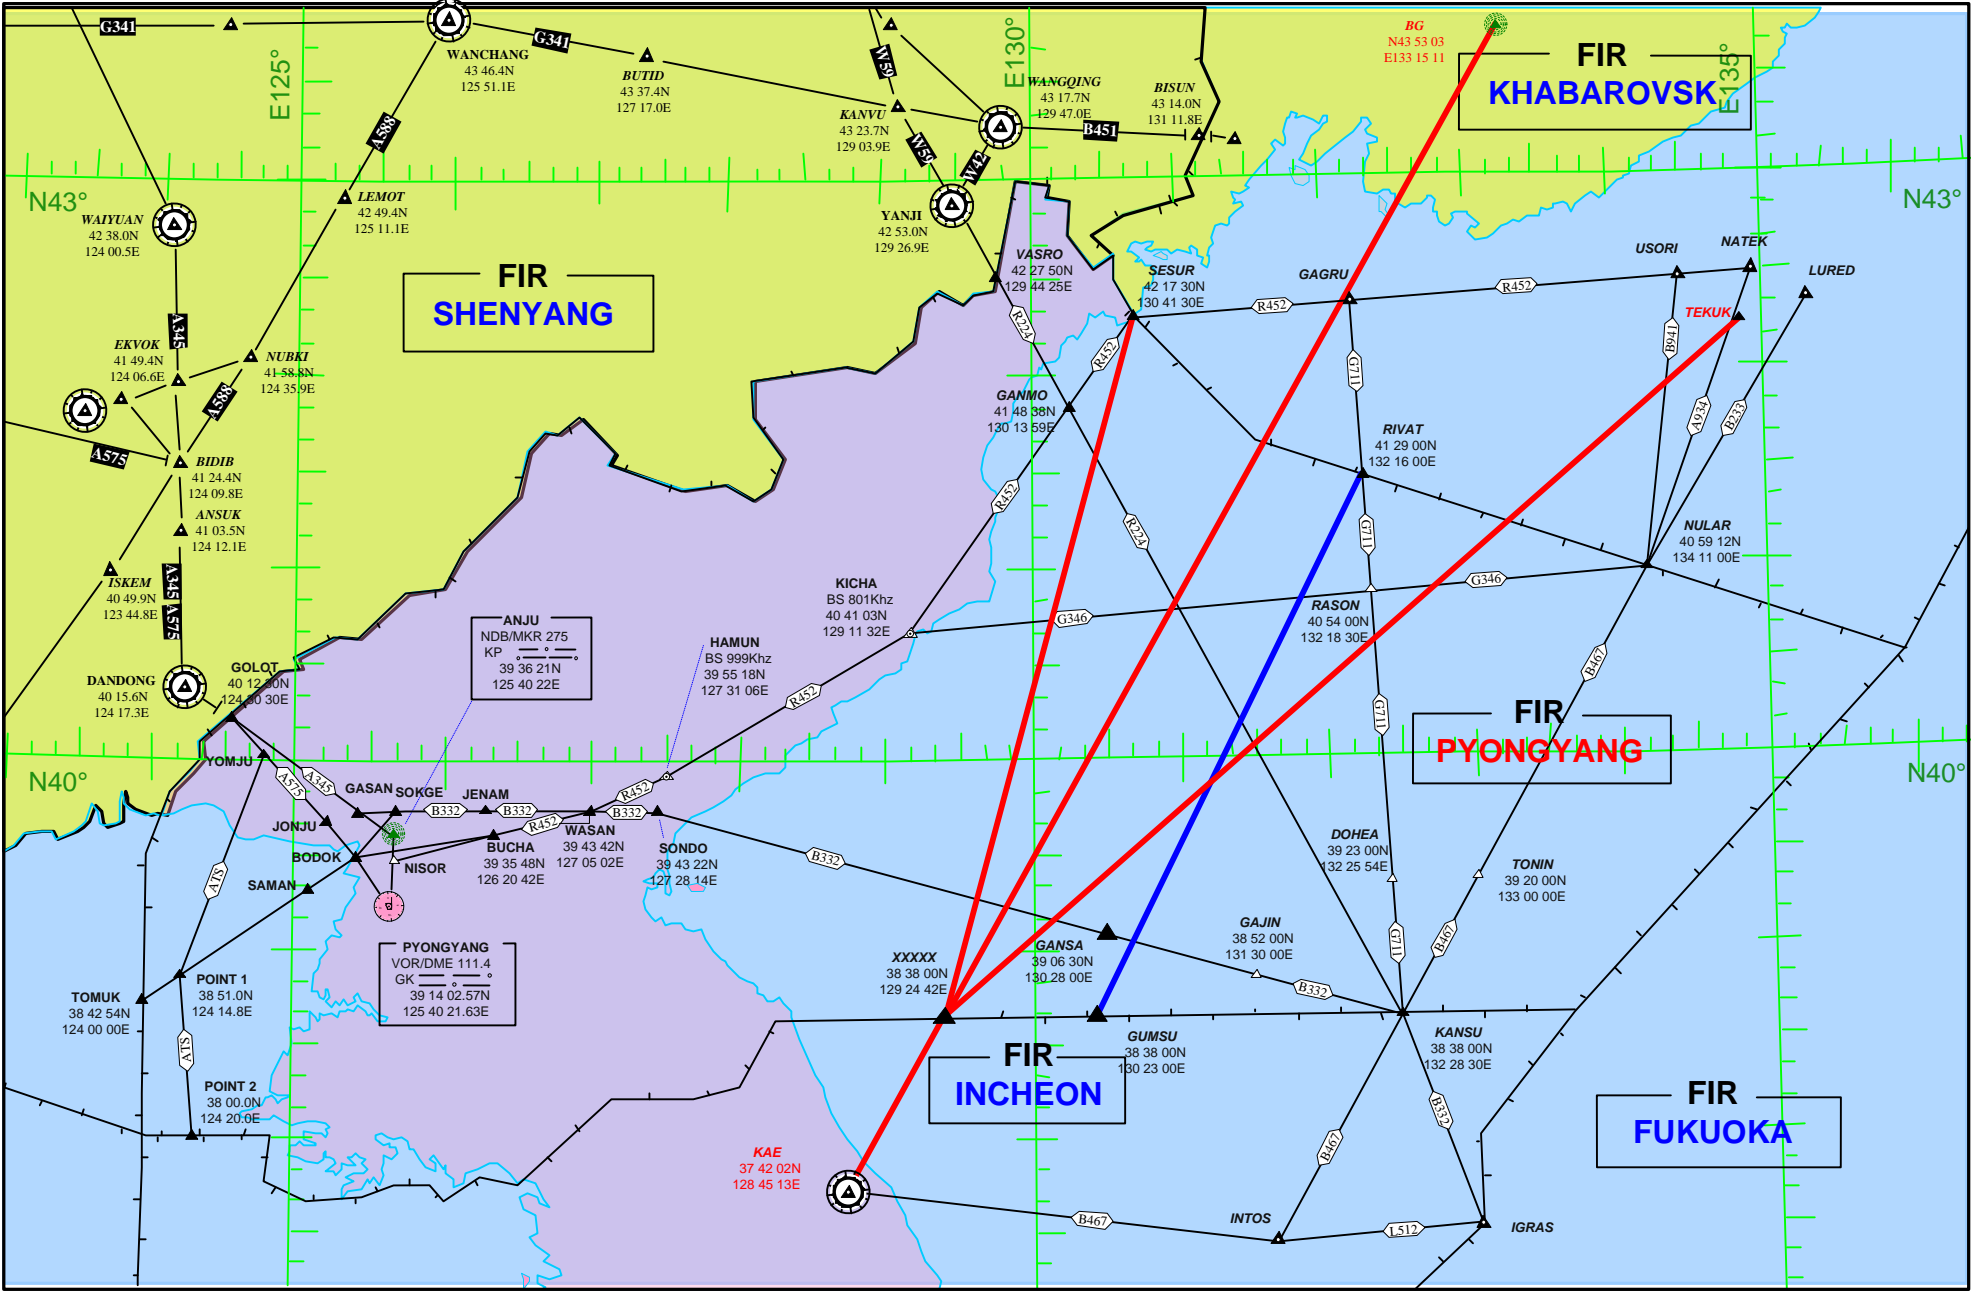 G341
WANCHANG
43 46.4N
125 51.1E
G341
BUTID
43 37.4N
127 17.0E
E125°
A588
W59
KANVU
43 23.7N
129 03.9E
W59
E130°
WANGQING
43 17.7N
129 47.0E
BISUN
43 14.0N
131 11.8E
B451
W42
BG
N43 53 03
E133 15 11
FIR
KHABAROVSK
E135°
N43°
N43°
WAIYUAN
42 38.0N
124 00.5E
LEMOT
42 49.4N
125 11.1E
YANJI
42 53.0N
129 26.9E
VASRO
42 27 50N
129 44 25E
SESUR
42 17 30N
130 41 30E
GAGRU
USORI
NATEK
LURED
TEKUK
R452
R452
FIR
SHENYANG
A345
EKVOK
41 49.4N
124 06.6E
NUBKI
41 58.8N
124 35.9E
A588
A575
R224
R452
G711
B941
A934
B233
GANMO
41 48 38N
130 13 59E
RIVAT
41 29 00N
132 16 00E
BIDIB
41 24.4N
124 09.8E
ANSUK
41 03.5N
124 12.1E
R452
R224
G711
NULAR
40 59 12N
134 11 00E
ISKEM
40 49.9N
123 44.8E
A345
A575
KICHA
BS 801Khz
40 41 03N
129 11 32E
G346
G346
RASON
40 54 00N
132 18 30E
ANJU
NDB/MKR 275
KP
39 36 21N
125 40 22E
HAMUN
BS 999Khz
39 55 18N
127 31 06E
B467
DANDONG
40 15.6N
124 17.3E
GOLOT
40 12 30N
124 30 30E
R452
G711
FIR
PYONGYANG
N40°
N40°
YOMJU
A575
A345
GASAN
SOKGE
JENAM
R452
B332
B332
B332
JONJU
R452
WASAN
39 43 42N
127 05 02E
BODOK
NISOR
BUCHA
39 35 48N
126 20 42E
SONDO
39 43 22N
127 28 14E
B332
DOHEA
39 23 00N
132 25 54E
TONIN
39 20 00N
133 00 00E
ATS
SAMAN
PYONGYANG
VOR/DME 111.4
GK
39 14 02.57N
125 40 21.63E
XXXXX
38 38 00N
129 24 42E
GANSA
39 06 30N
130 28 00E
GAJIN
38 52 00N
131 30 00E
G711
B467
B332
TOMUK
38 42 54N
124 00 00E
POINT 1
38 51.0N
124 14.8E
ATS
FIR
INCHEON
GUMSU
38 38 00N
130 23 00E
KANSU
38 38 00N
132 28 30E
POINT 2
38 00.0N
124 20.0E
B332
FIR
FUKUOKA
KAE
37 42 02N
128 45 13E
B467
B467
INTOS
L512
IGRAS